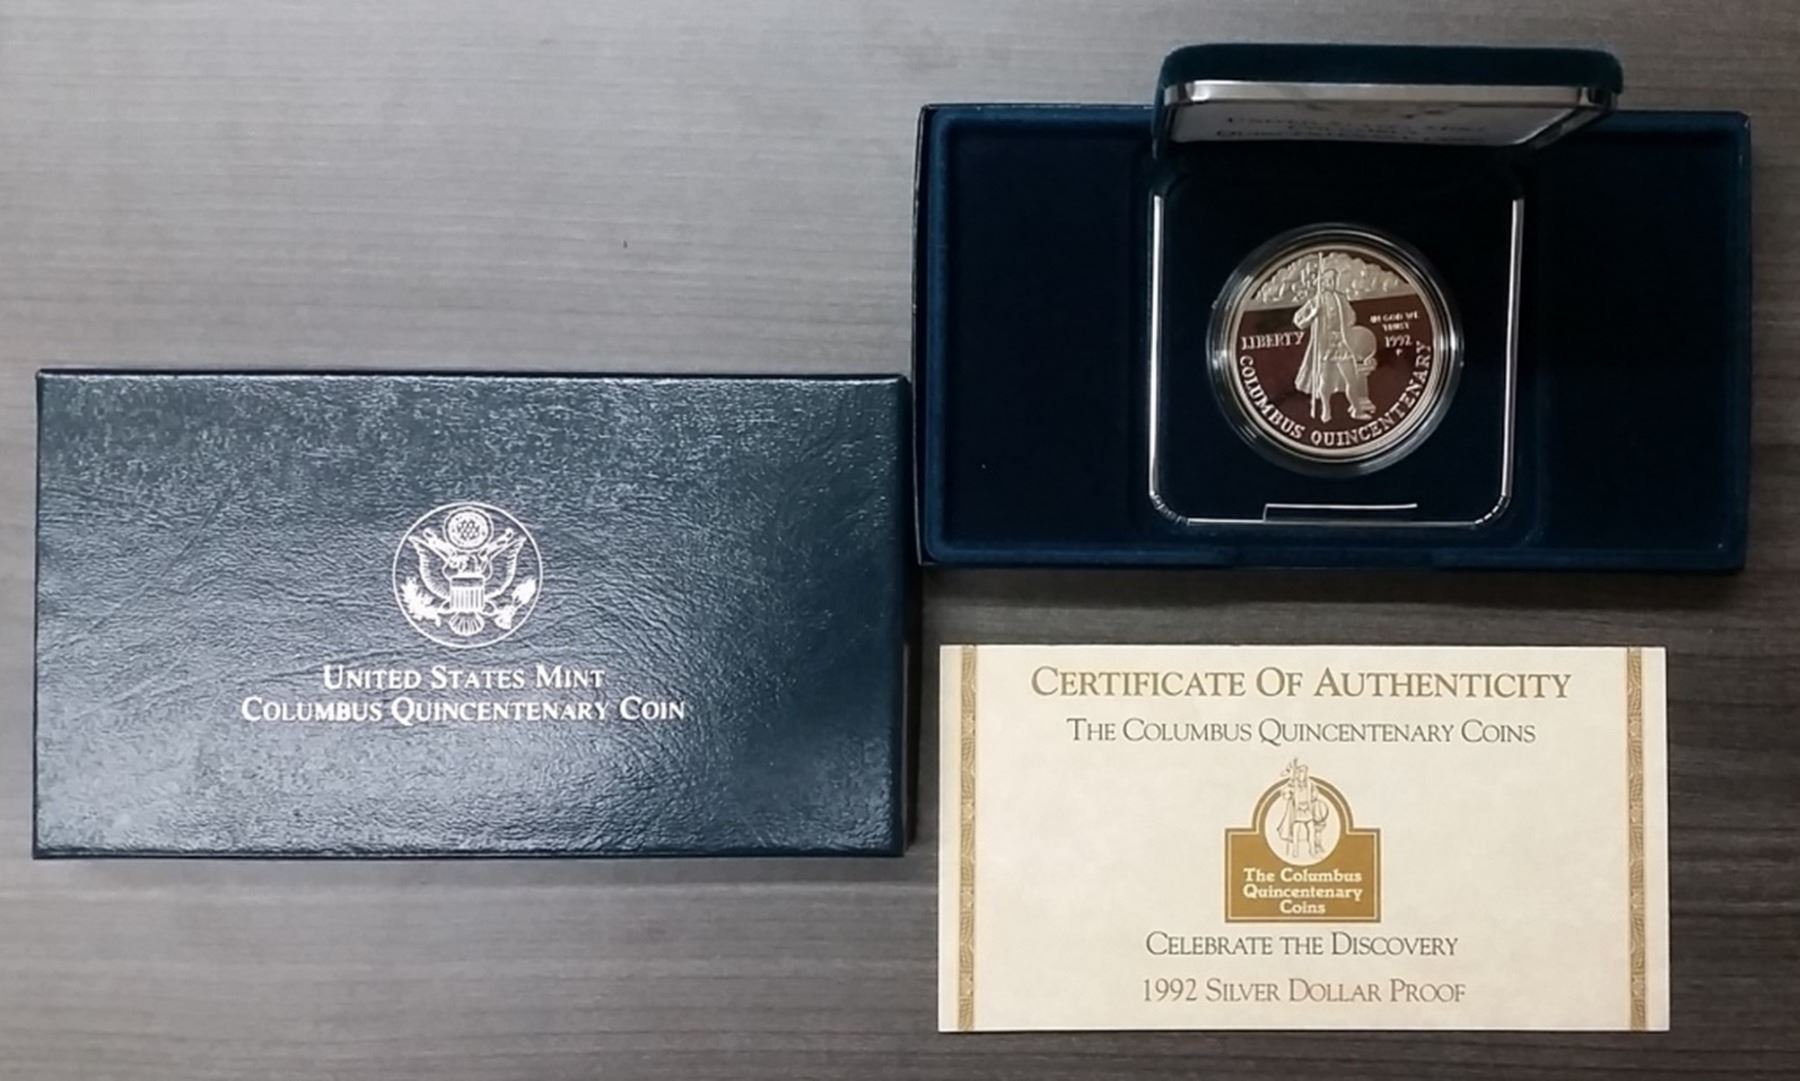 UNITED STATES MINT
COLUMBUS QUINCENTENARY COIN
LIBERTY
IN GOD WE
TRUST
1992
P
COLUMBUS QUINCENTENARY
CERTIFICATE OF AUTHENTICITY
THE COLUMBUS QUINCENTENARY COINS
The Columbus
Quincentenary
Coins
CELEBRATE THE DISCOVERY
1992 SILVER DOLLAR PROOF